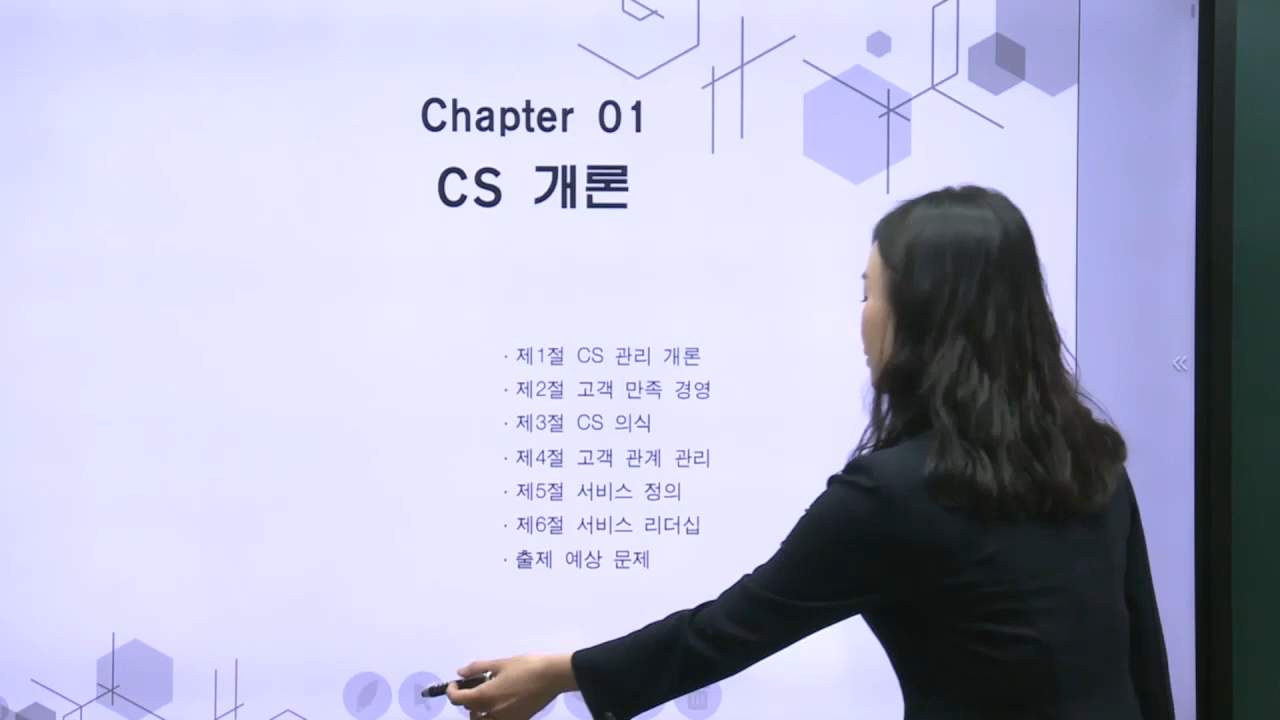 Chapter 01
CS 개론
· 제1절 CS 관리 개론
· 제2절 고객 만족 경영
· 제3절 CS 의식
· 제4절 고객 관계 관리
· 제5절 서비스 정의
· 제6절 서비스 리더십
· 출제 예상 문제